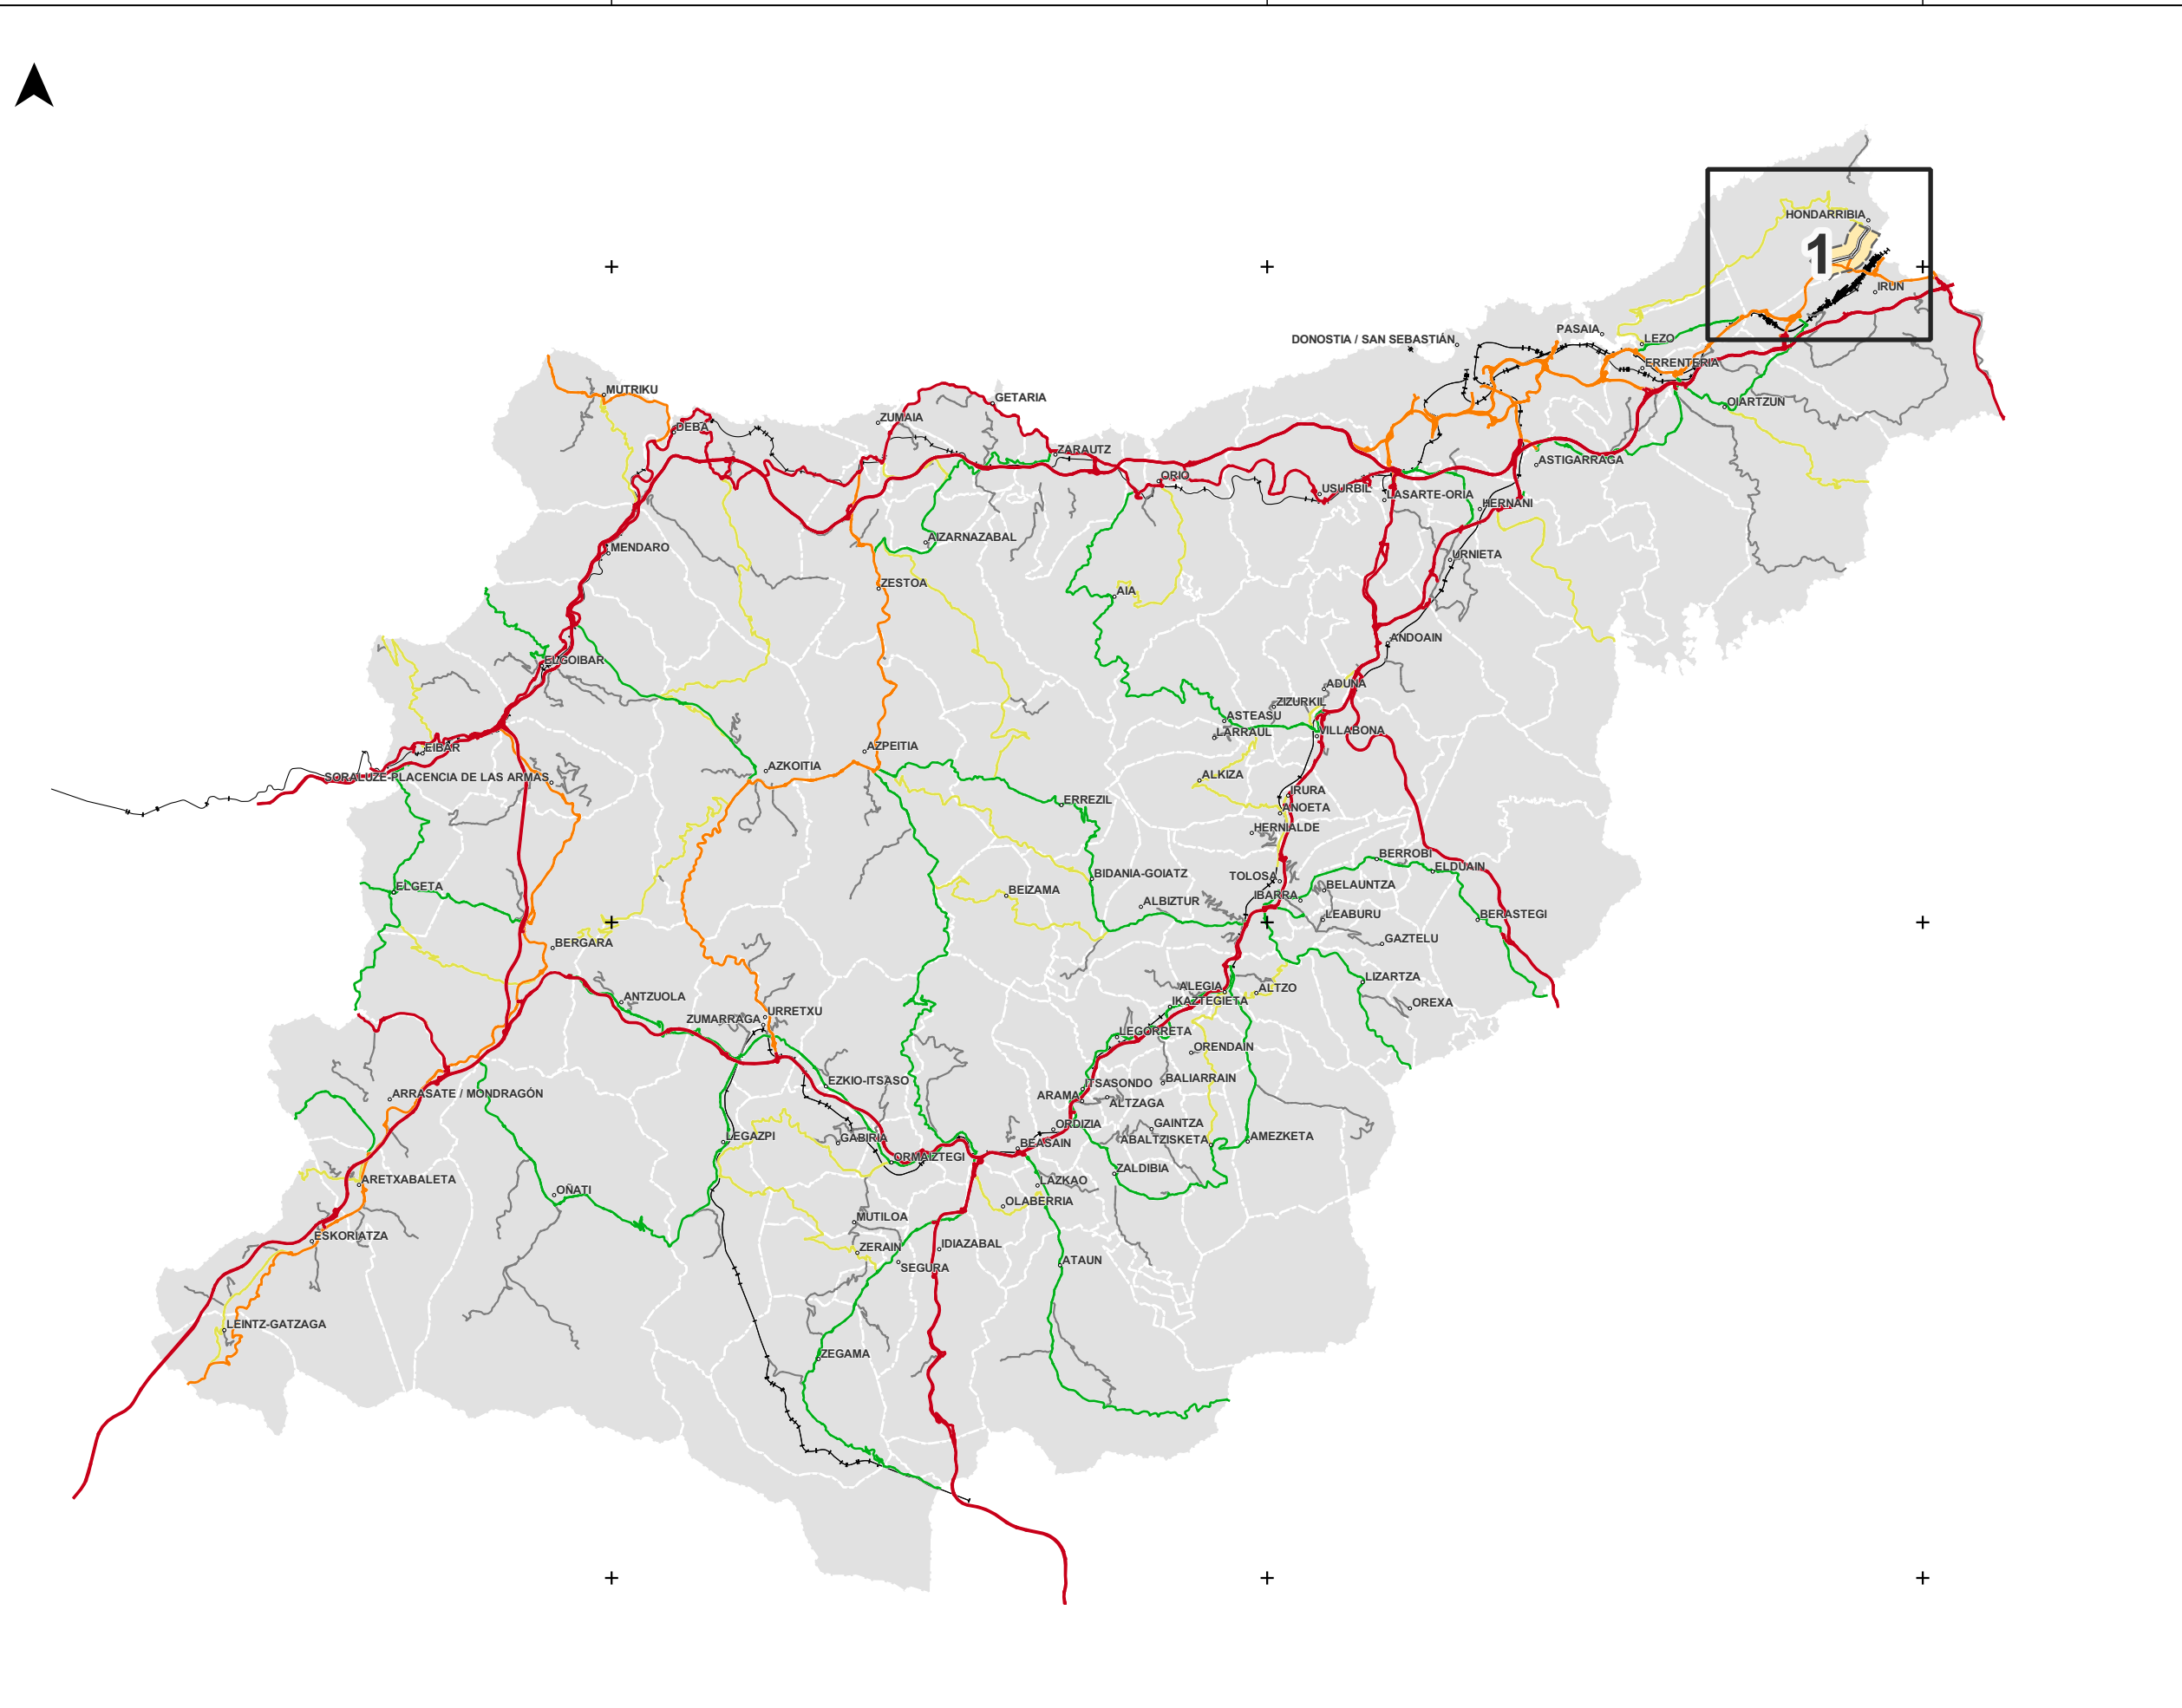 HONDARRIBIA
1
IRUN
PASAIA
DONOSTIA / SAN SEBASTIÁN
LEZO
ERRENTERIA
MUTRIKU
GETARIA
OIARTZUN
ZUMAIA
DEBA
ZARAUTZ
ASTIGARRAGA
ORIO
USURBIL
LASARTE-ORIA
HERNANI
AIZARNAZABAL
MENDARO
URNIETA
ZESTOA
AIA
ANDOAIN
ELGOIBAR
ADUNA
ZIZURKIL
ASTEASU
LARRAUL
VILLABONA
EIBAR
AZPEITIA
AZKOITIA
SORALUZE-PLACENCIA DE LAS ARMAS
ALKIZA
IRURA
ERREZIL
ANOETA
HERNIALDE
BERROBI
ELDUAIN
BIDANIA-GOIATZ
TOLOSA
ELGETA
BELAUNTZA
BEIZAMA
IBARRA
ALBIZTUR
LEABURU
BERASTEGI
BERGARA
GAZTELU
LIZARTZA
ALEGIA
ALTZO
ANTZUOLA
IKAZTEGIETA
OREXA
URRETXU
ZUMARRAGA
LEGORRETA
ORENDAIN
EZKIO-ITSASO
ITSASONDO
BALIARRAIN
ARRASATE / MONDRAGÓN
ARAMA
ALTZAGA
ORDIZIA
GAINTZA
LEGAZPI
GABIRIA
BEASAIN
ABALTZISKETA
AMEZKETA
ORMAIZTEGI
ZALDIBIA
ARETXABALETA
LAZKAO
OÑATI
OLABERRIA
MUTILOA
ESKORIATZA
ZERAIN
IDIAZABAL
ATAUN
SEGURA
LEINTZ-GATZAGA
ZEGAMA